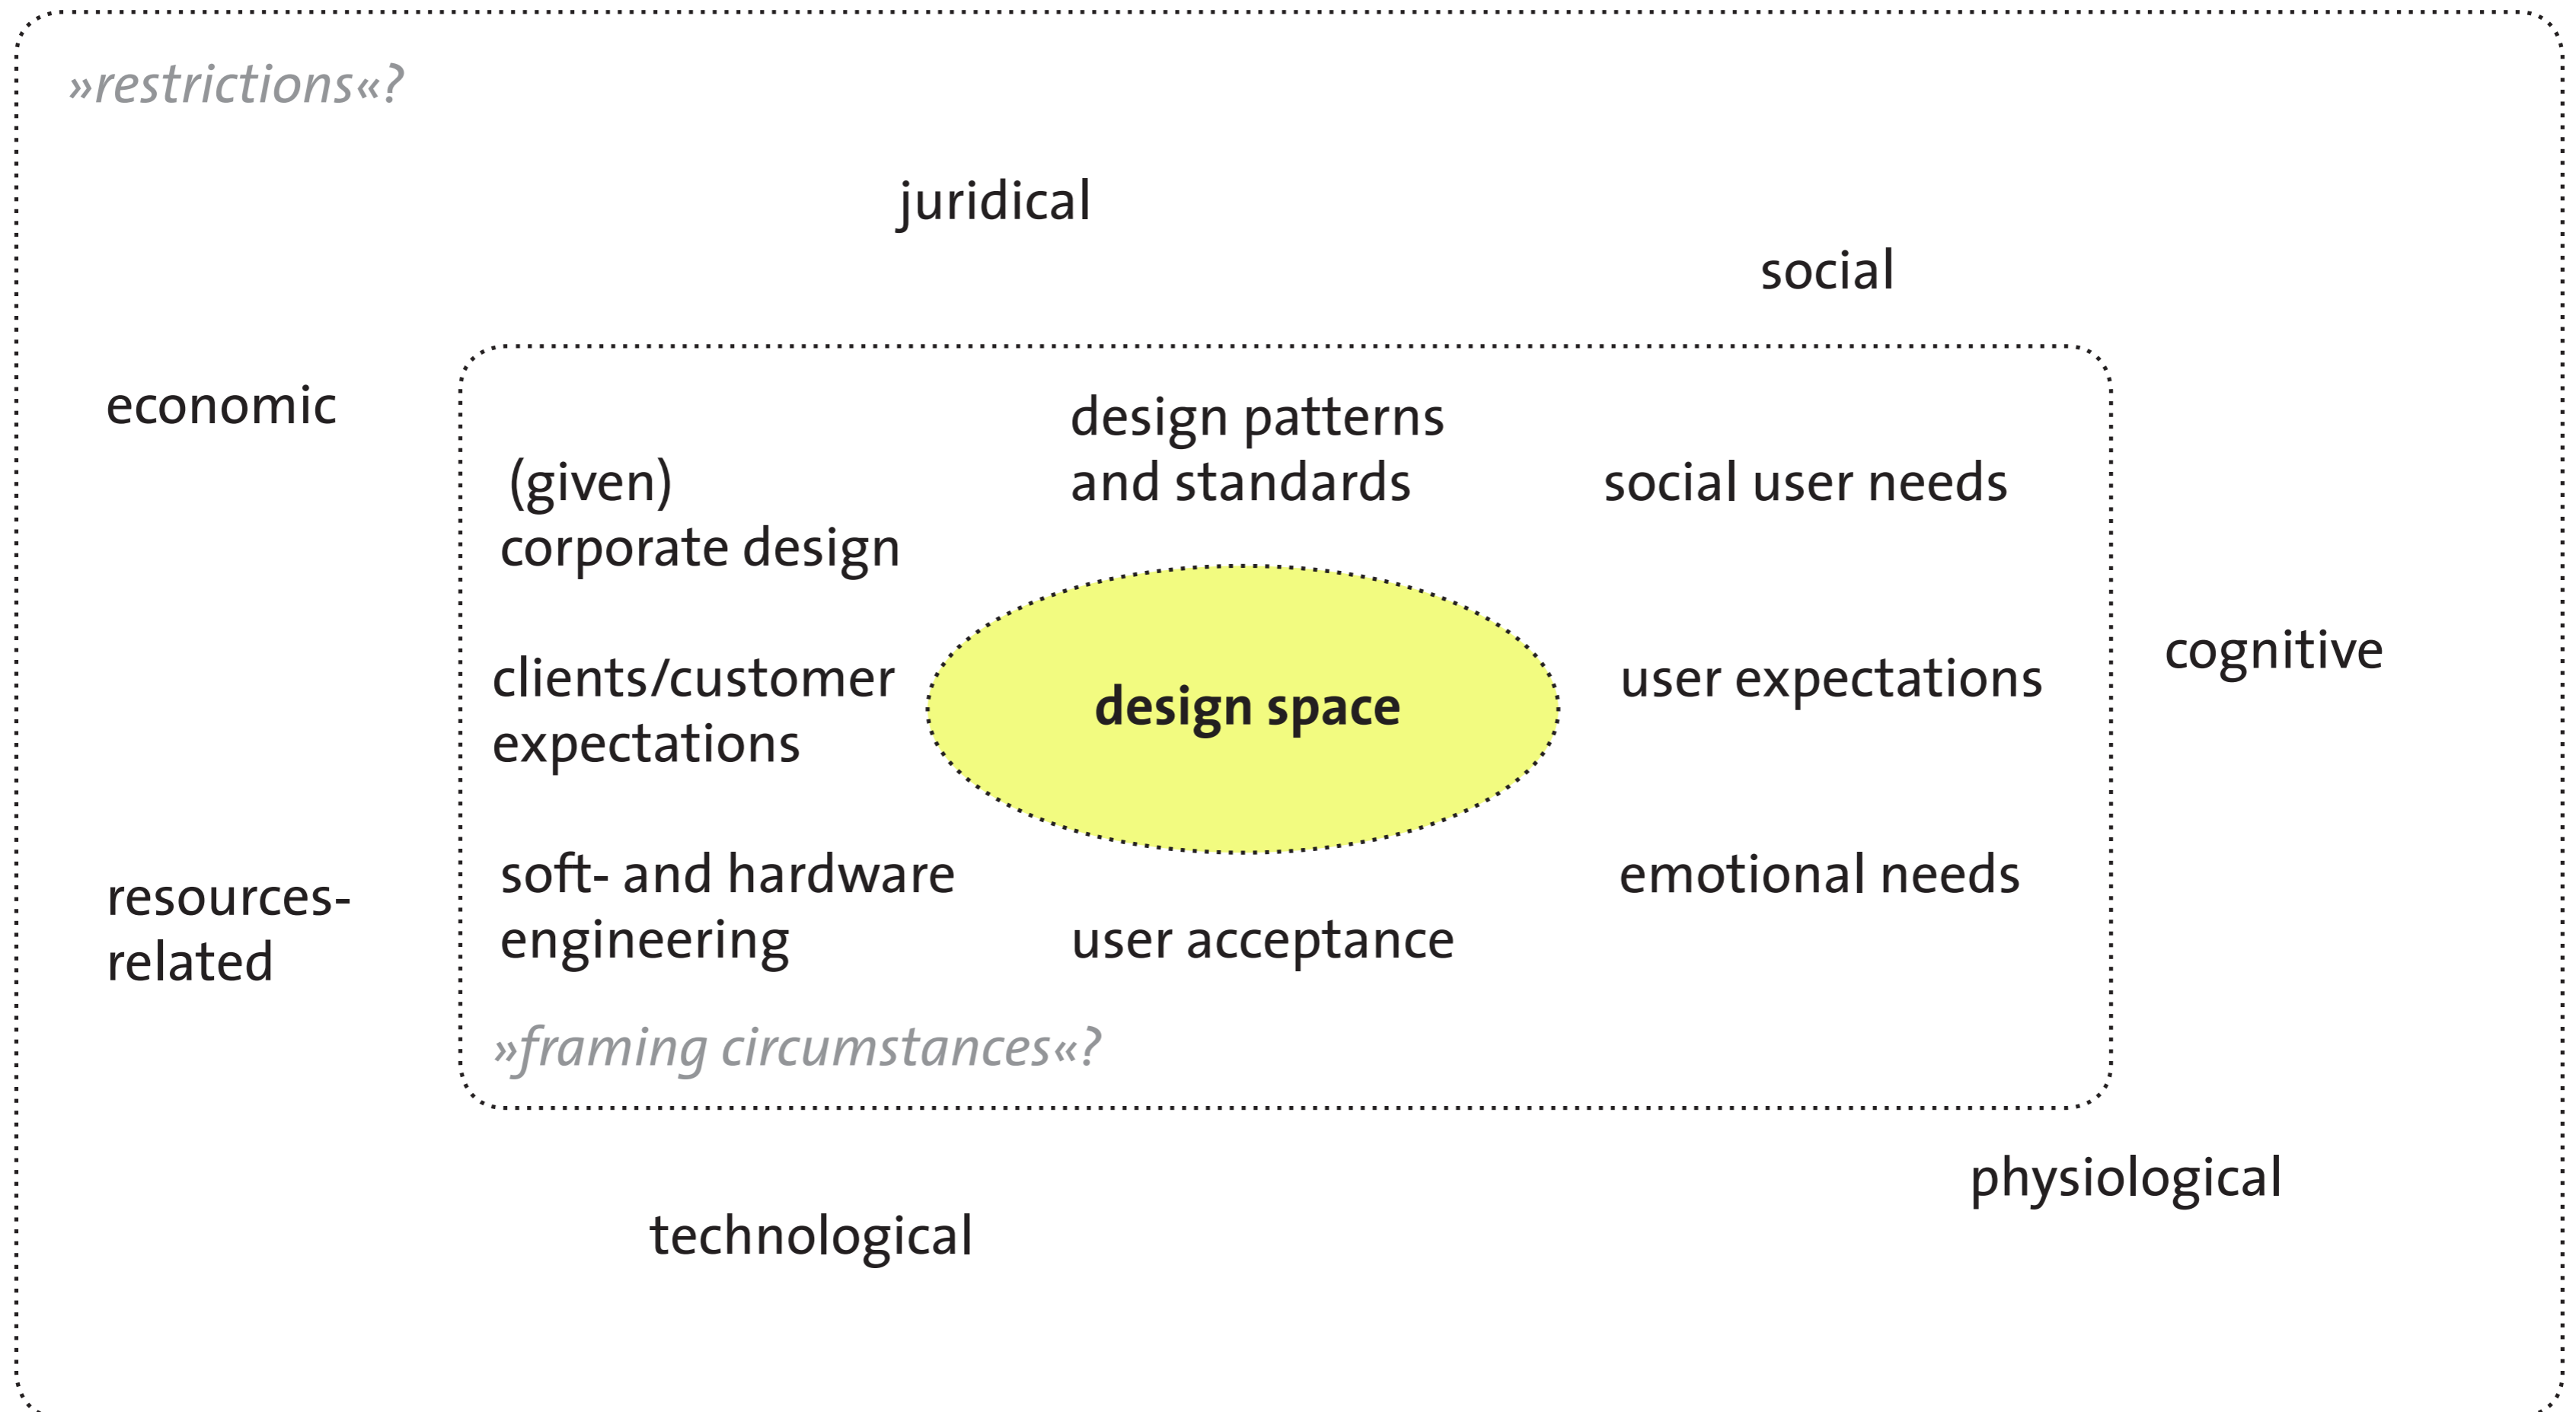 »restrictions«?
juridical
social
economic
(given)
corporate design
design patterns
and standards
social user needs
clients/customer
expectations
design space
user expectations
cognitive
resources-
related
soft- and hardware
engineering
user acceptance
emotional needs
»framing circumstances«?
physiological
technological